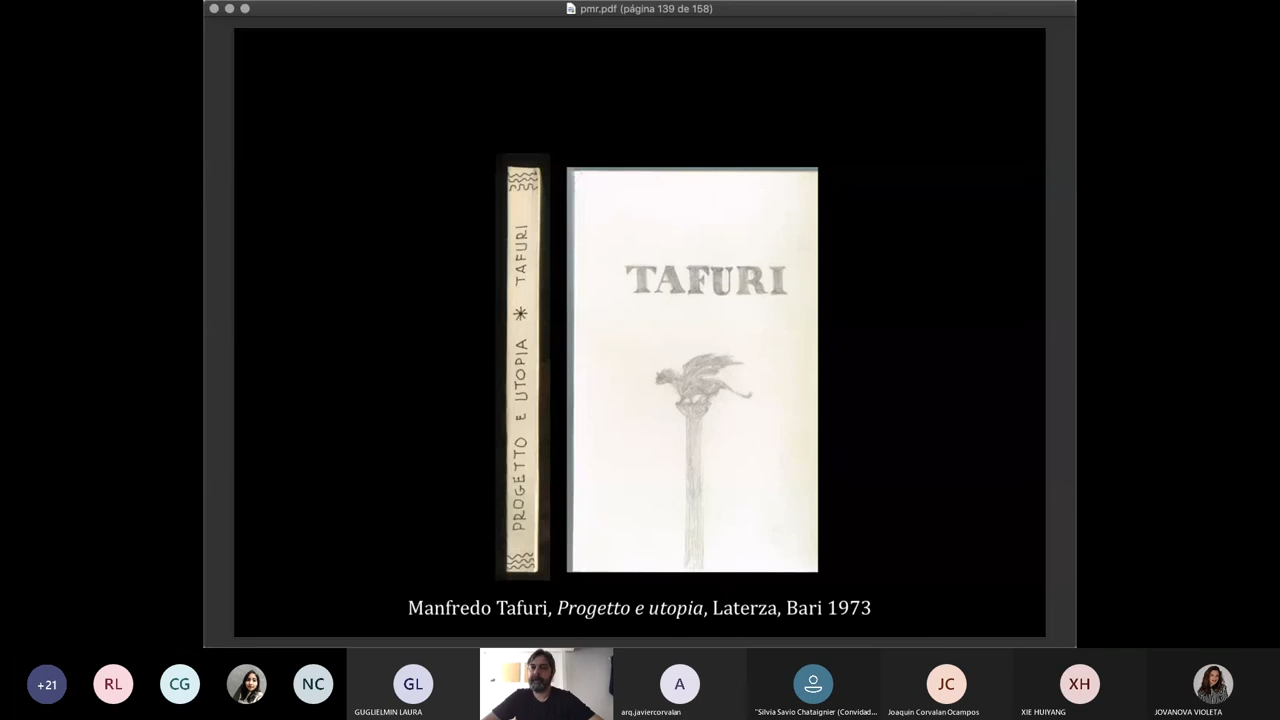 pmr.pdf (página 139 de 158)
PROGETTO E UTOPIA * TAFURI
TAFURI
Manfredo Tafuri, Progetto e utopia, Laterza, Bari 1973
+21
RL
CG
NC
GL
GUGLIELMIN LAURA
A
arq.javiercorvalan
"Silvia Savio Chataignier (Convidad...
JC
Joaquin Corvalan Ocampos
XH
XIE HUIYANG
JOVANOVA VIOLETA